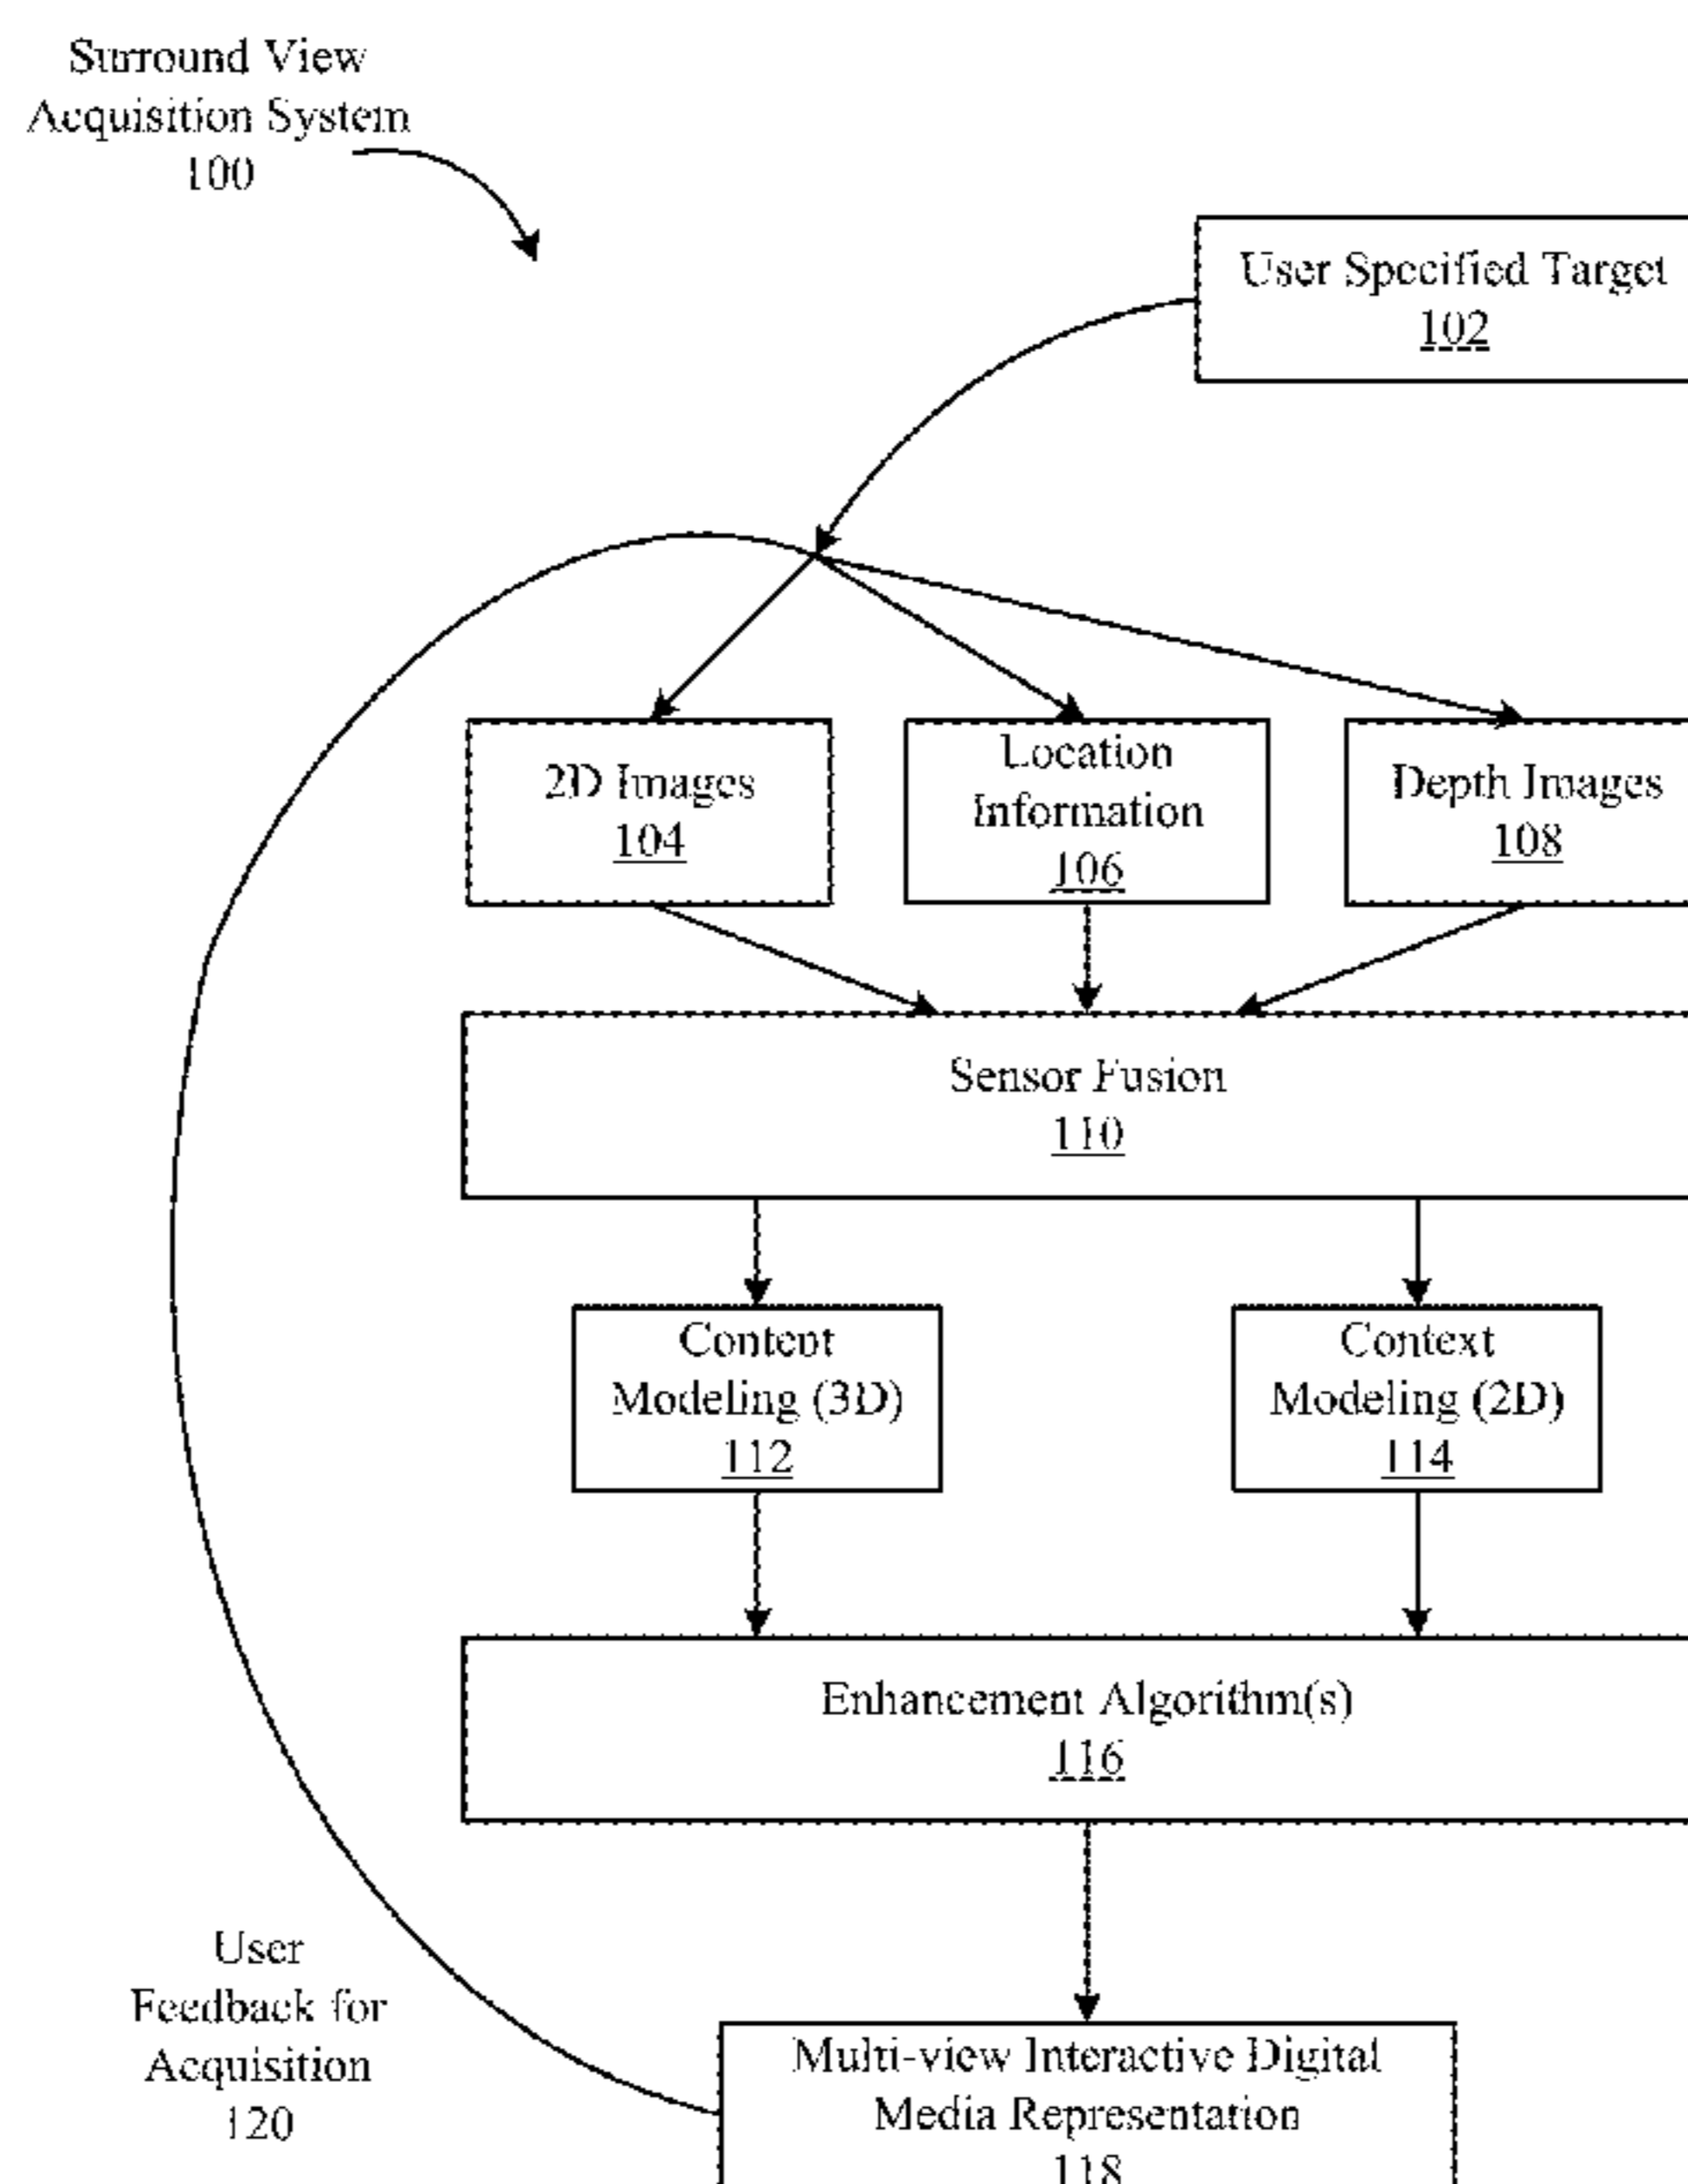 Surround View
Acquisition System
100
User Specified Target
102
2D Images
104
Location
Information
106
Depth Images
108
Sensor Fusion
110
Content
Modeling (3D)
112
Context
Modeling (2D)
114
Enhancement Algorithm(s)
116
User
Feedback for
Acquisition
120
Multi-view Interactive Digital
Media Representation
118